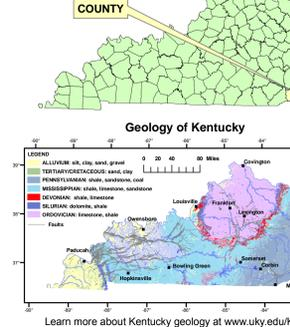 COUNTY
Geology of Kentucky
LEGEND
ALLUVIUM: silt, clay, sand, gravel
TERTIARY/CRETACEOUS: sand, clay
PENNSYLVANIAN: shale, sandstone, coal
MISSISSIPPIAN: shale, limestone, sandstone
DEVONIAN: shale, limestone
SILURIAN: dolomite, shale
ORDOVICIAN: limestone, shale
Faults
0 20 40 80 Miles
Covington
Louisville
Frankfort
Lexington
Owensboro
Paducah
Somerset
Corbin
Bowling Green
Hopkinsville
Learn more about Kentucky geology at www.uky.edu/